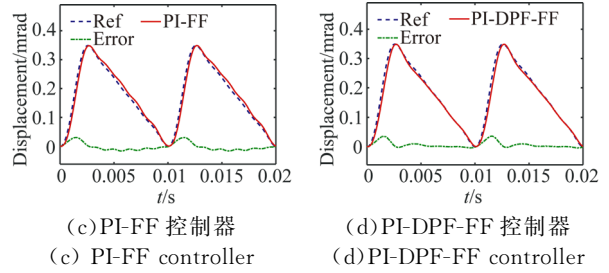 Ref PI-FF
Error
Displacement/mrad
0.4
0.3
0.2
0.1
0
0 0.005 0.01 0.015 0.02
t/s
(c)PI-FF 控制器
(c) PI-FF controller
Ref PI-DPF-FF
Error
Displacement/mrad
0.4
0.3
0.2
0.1
0
0 0.005 0.01 0.015 0.02
t/s
(d)PI-DPF-FF 控制器
(d)PI-DPF-FF controller